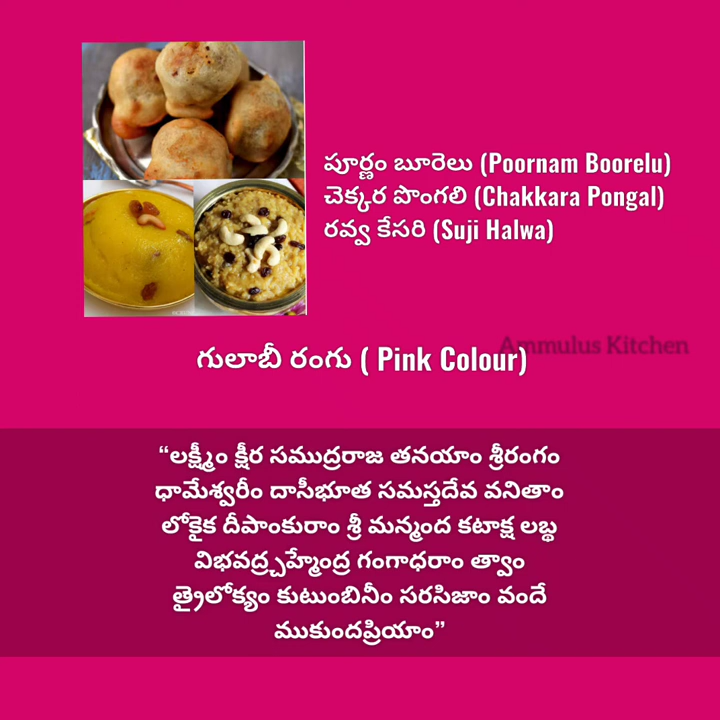 పూర్ణం బూరెలు (Poornam Boorelu)
చెక్కర పొంగలి (Chakkara Pongal)
రవ్వ కేసరి (Suji Halwa)
Ammulus Kitchen
గులాబీ రంగు ( Pink Colour)
“లక్ష్మీం క్షీర సముద్రరాజ తనయాం శ్రీరంగం
ధామేశ్వరీం దాసీభూత సమస్తదేవ వనితాం
లోకైక దీపాంకురాం శ్రీ మన్మంద కటాక్ష లబ్ధ
విభవద్ర్బహ్మేంద్ర గంగాధరాం త్వాం
త్రైలోక్యం కుటుంబినీం సరసిజాం వందే
ముకుందప్రియాం”